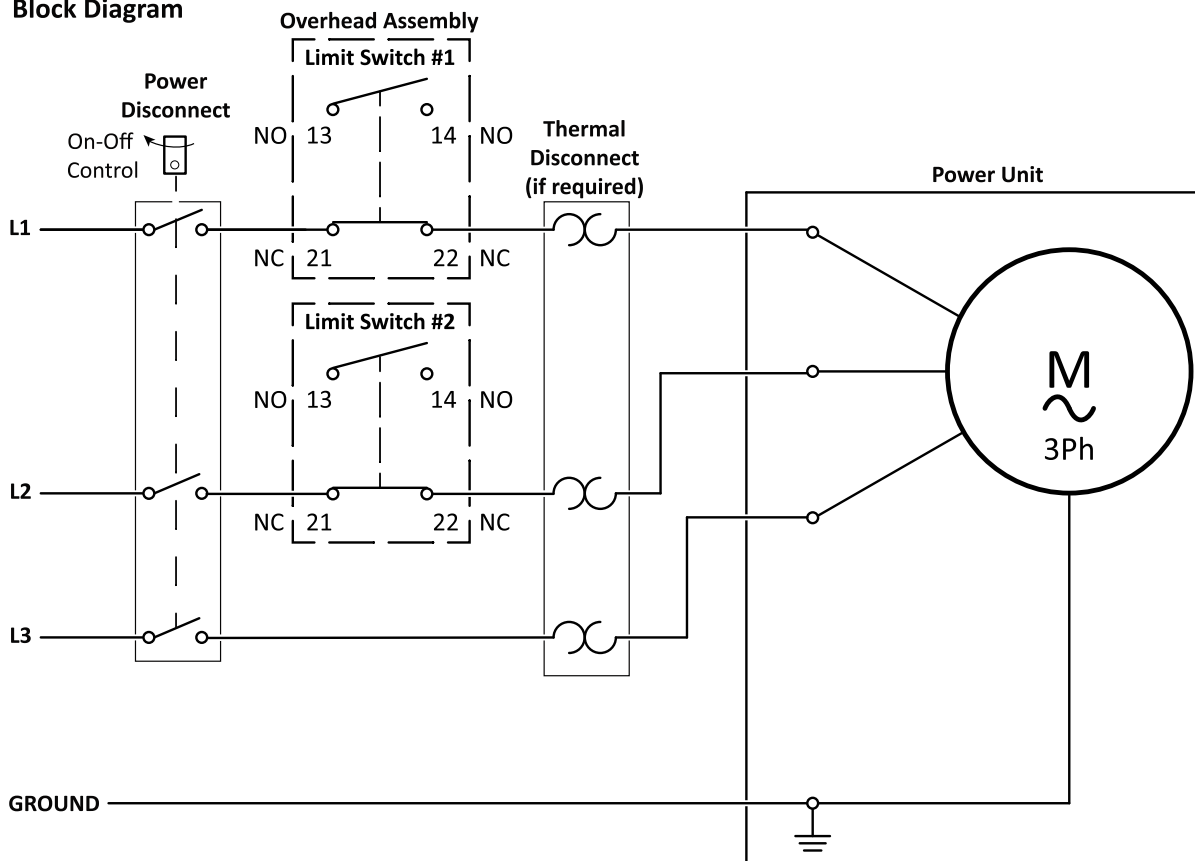 Block Diagram
Overhead Assembly
Limit Switch #1
Power
Disconnect
On-Off
Control
NO 13 14 NO
Thermal
Disconnect
(if required)
Power Unit
L1
NC 21 22 NC
Limit Switch #2
NO 13 14 NO
M
3Ph
L2
NC 21 22 NC
L3
GROUND